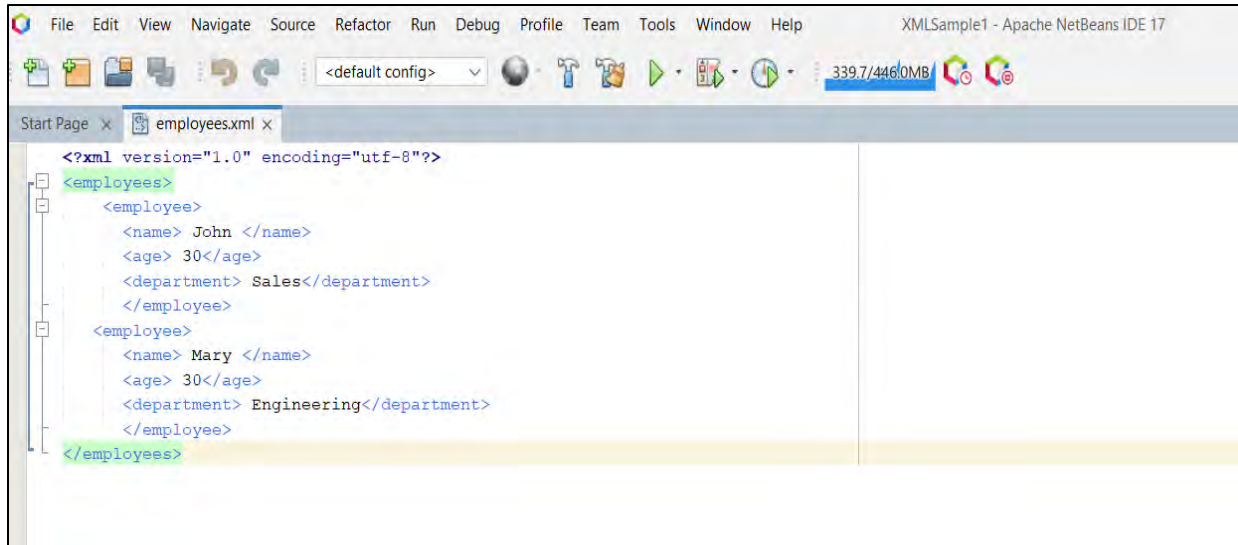 File Edit View Navigate Source Refactor Run Debug Profile Team Tools Window Help XMLSample1 - Apache NetBeans IDE 17
<default config> 339.7/446.0MB
Start Page × employees.xml ×
<?xml version="1.0" encoding="utf-8"?>
<employees>
<employee>
<name> John </name>
<age> 30</age>
<department> Sales</department>
</employee>
<employee>
<name> Mary </name>
<age> 30</age>
<department> Engineering</department>
</employee>
</employees>